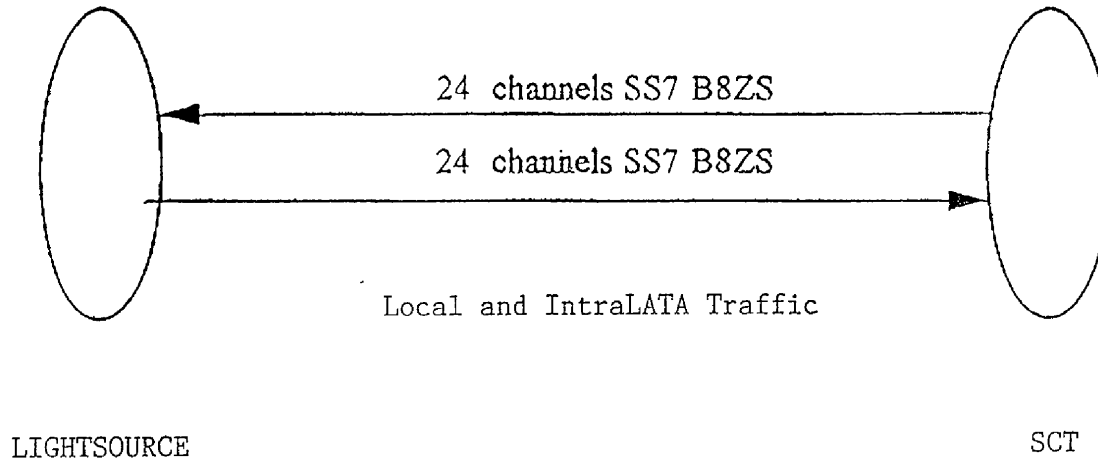 24 channels SS7 B8ZS
24 channels SS7 B8ZS
Local and IntraLATA Traffic
LIGHTSOURCE
SCT